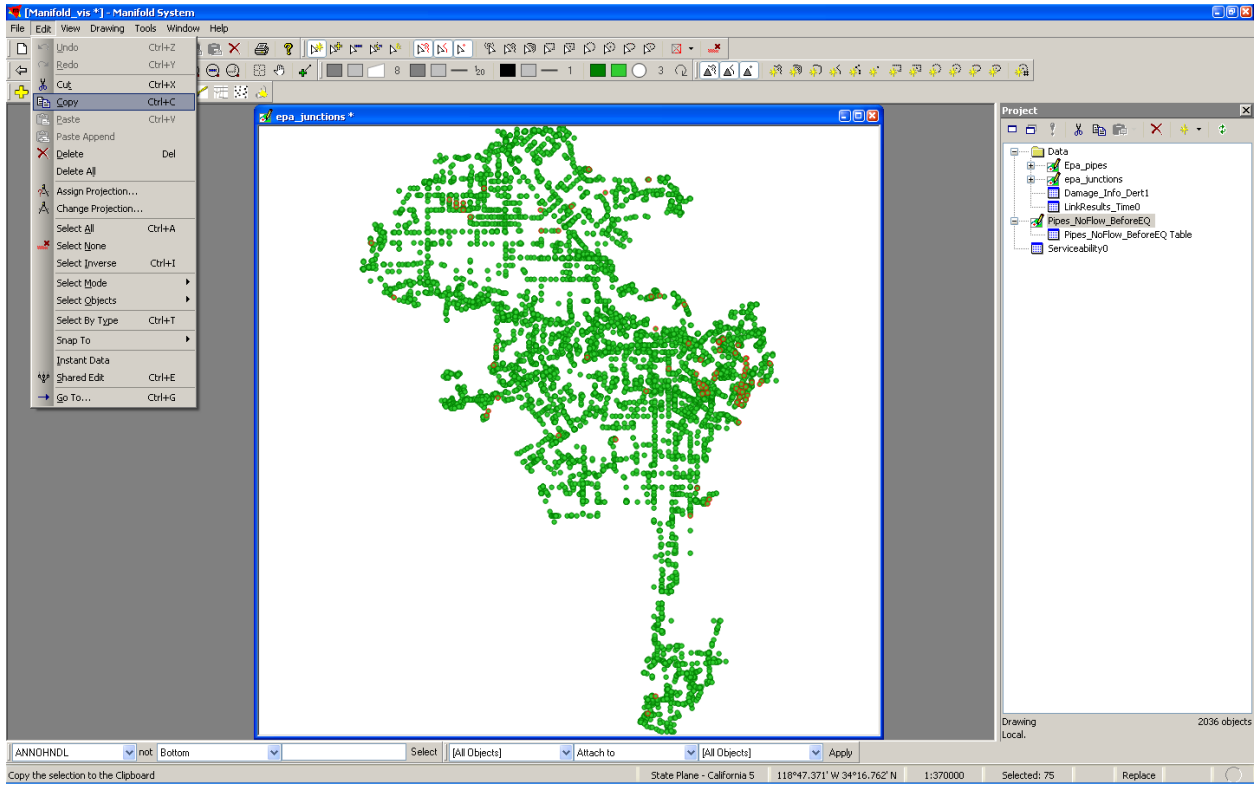 [Manifold_vis *] - Manifold System
File Edit View Drawing Tools Window Help
Undo Ctrl+Z
Redo Ctrl+Y
Cut Ctrl+X
Copy Ctrl+C
Paste Ctrl+V
Paste Append
Delete Del
Delete All
Assign Projection...
Change Projection...
Select All Ctrl+A
Select None
Select Inverse Ctrl+I
Select Mode
Select Objects
Select By Type Ctrl+T
Snap To
Instant Data
Shared Edit Ctrl+E
Go To... Ctrl+G
8 1 3
epa_junctions *
Project
Data
Epa_pipes
epa_junctions
Damage_Info_Dert1
LinkResults_Time0
Pipes_NoFlow_BeforeEQ
Pipes_NoFlow_BeforeEQ Table
Serviceability0
Drawing 2036 objects
Local.
ANNOHNDL not Bottom Select [All Objects] Attach to [All Objects] Apply
Copy the selection to the Clipboard State Plane - California 5 118°47.371' W 34°16.762' N 1:370000 Selected: 75 Replace